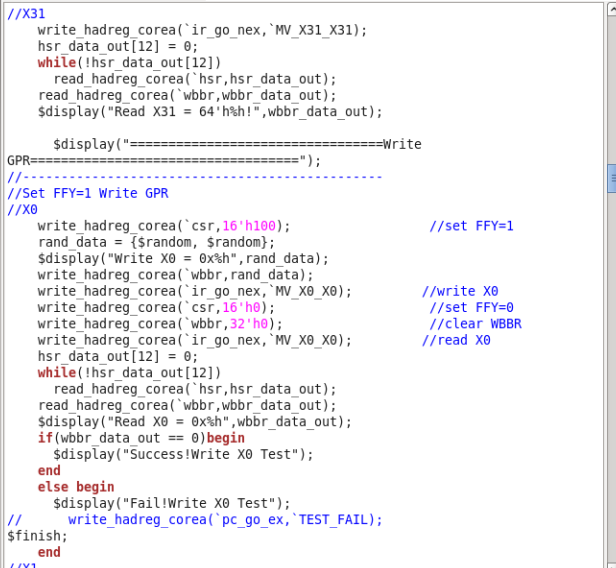 //X31
write_hadreg_corea(`ir_go_nex,`MV_X31_X31);
hsr_data_out[12] = 0;
while(!hsr_data_out[12])
read_hadreg_corea(`hsr,hsr_data_out);
read_hadreg_corea(`wbbr,wbbr_data_out);
$display("Read X31 = 64'h%h!",wbbr_data_out);
$display("=================================Write
GPR===================================");
//-----------------------------------------------
//Set FFY=1 Write GPR
//X0
write_hadreg_corea(`csr,16'h100); //set FFY=1
rand_data = {$random, $random};
$display("Write X0 = 0x%h",rand_data);
write_hadreg_corea(`wbbr,rand_data);
write_hadreg_corea(`ir_go_nex,`MV_X0_X0); //write X0
write_hadreg_corea(`csr,16'h0); //set FFY=0
write_hadreg_corea(`wbbr,32'h0); //clear WBBR
write_hadreg_corea(`ir_go_nex,`MV_X0_X0); //read X0
hsr_data_out[12] = 0;
while(!hsr_data_out[12])
read_hadreg_corea(`hsr,hsr_data_out);
read_hadreg_corea(`wbbr,wbbr_data_out);
$display("Read X0 = 0x%h",wbbr_data_out);
if(wbbr_data_out == 0)begin
$display("Success!Write X0 Test");
end
else begin
$display("Fail!Write X0 Test");
// write_hadreg_corea(`pc_go_ex,`TEST_FAIL);
$finish;
end
//X1